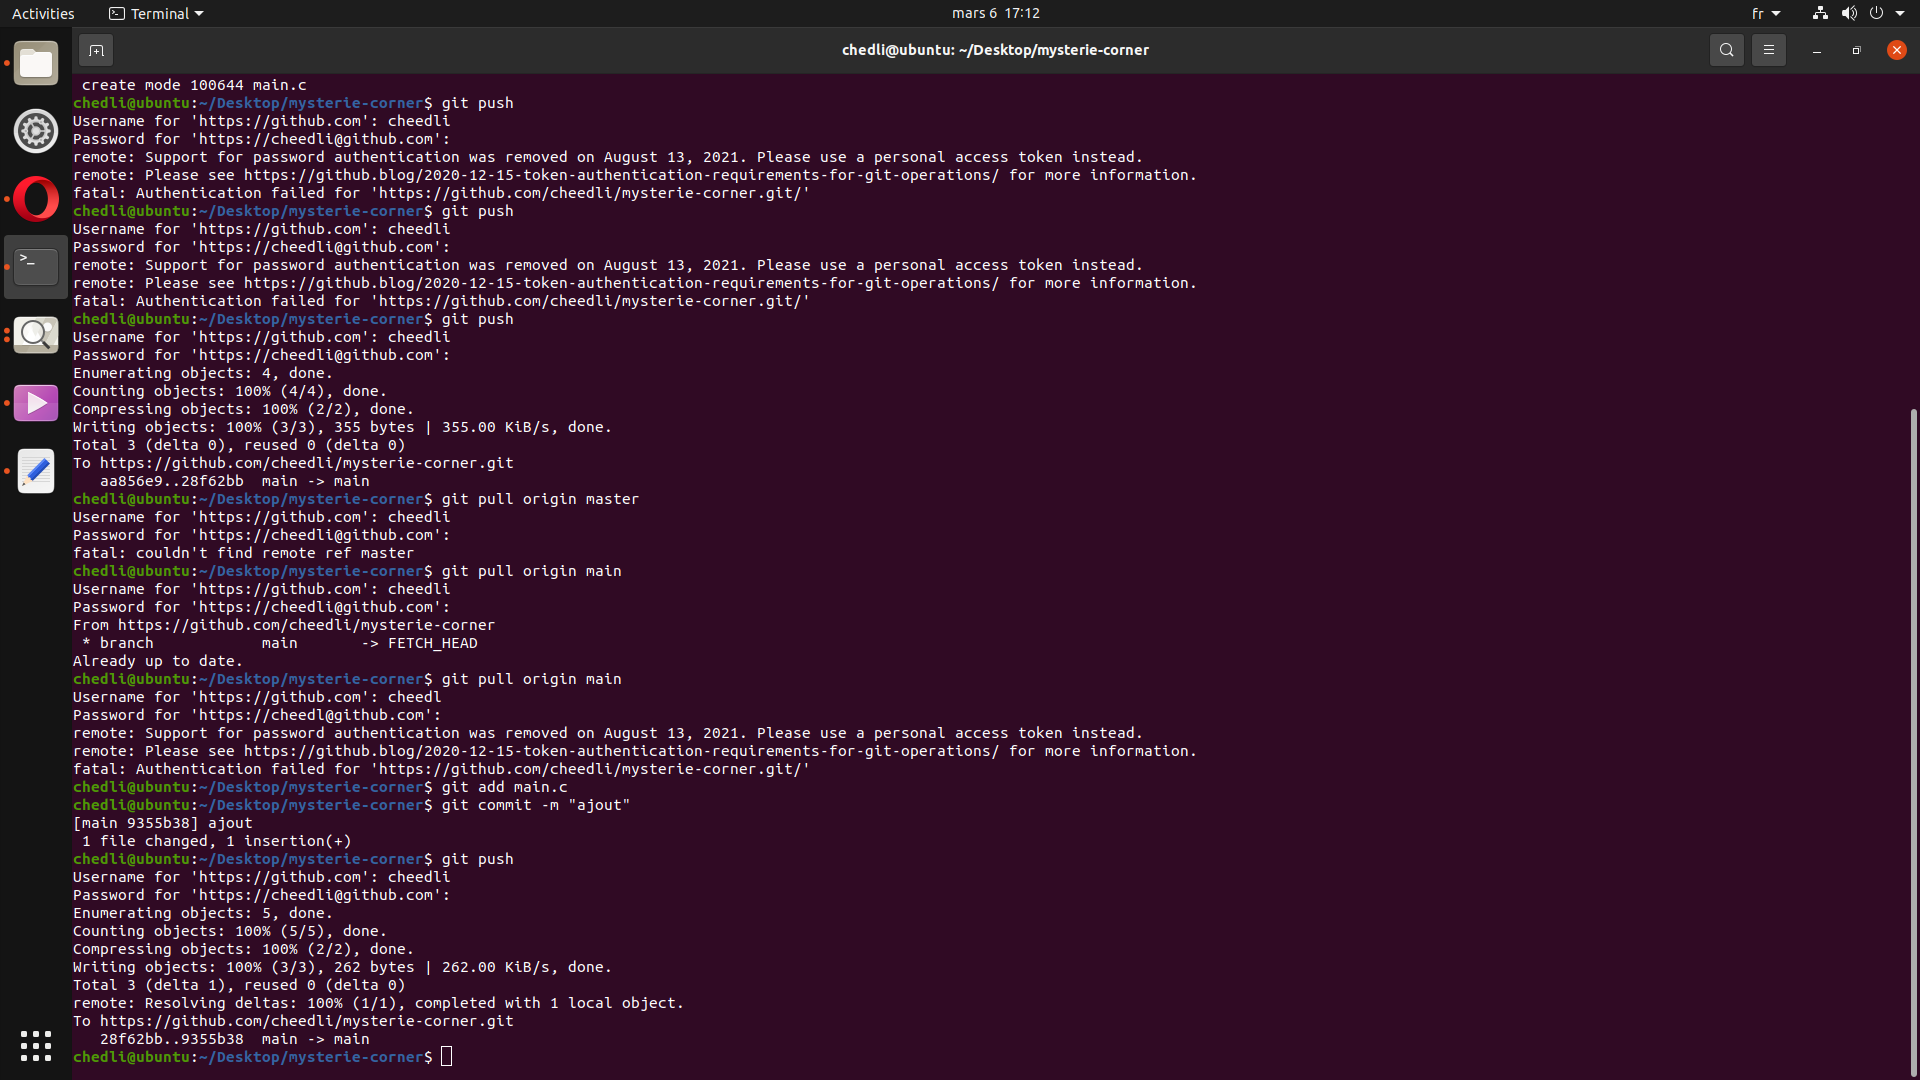 Activities
Terminal
mars 6 17:12
fr
chedli@ubuntu: ~/Desktop/mysterie-corner
create mode 100644 main.c
chedli@ubuntu:~/Desktop/mysterie-corner$ git push
Username for 'https://github.com': cheedli
Password for 'https://cheedli@github.com':
remote: Support for password authentication was removed on August 13, 2021. Please use a personal access token instead.
remote: Please see https://github.blog/2020-12-15-token-authentication-requirements-for-git-operations/ for more information.
fatal: Authentication failed for 'https://github.com/cheedli/mysterie-corner.git/'
chedli@ubuntu:~/Desktop/mysterie-corner$ git push
Username for 'https://github.com': cheedli
Password for 'https://cheedli@github.com':
remote: Support for password authentication was removed on August 13, 2021. Please use a personal access token instead.
remote: Please see https://github.blog/2020-12-15-token-authentication-requirements-for-git-operations/ for more information.
fatal: Authentication failed for 'https://github.com/cheedli/mysterie-corner.git/'
chedli@ubuntu:~/Desktop/mysterie-corner$ git push
Username for 'https://github.com': cheedli
Password for 'https://cheedli@github.com':
Enumerating objects: 4, done.
Counting objects: 100% (4/4), done.
Compressing objects: 100% (2/2), done.
Writing objects: 100% (3/3), 355 bytes | 355.00 KiB/s, done.
Total 3 (delta 0), reused 0 (delta 0)
To https://github.com/cheedli/mysterie-corner.git
   aa856e9..28f62bb  main -> main
chedli@ubuntu:~/Desktop/mysterie-corner$ git pull origin master
Username for 'https://github.com': cheedli
Password for 'https://cheedli@github.com':
fatal: couldn't find remote ref master
chedli@ubuntu:~/Desktop/mysterie-corner$ git pull origin main
Username for 'https://github.com': cheedli
Password for 'https://cheedli@github.com':
From https://github.com/cheedli/mysterie-corner
 * branch            main       -> FETCH_HEAD
Already up to date.
chedli@ubuntu:~/Desktop/mysterie-corner$ git pull origin main
Username for 'https://github.com': cheedl
Password for 'https://cheedl@github.com':
remote: Support for password authentication was removed on August 13, 2021. Please use a personal access token instead.
remote: Please see https://github.blog/2020-12-15-token-authentication-requirements-for-git-operations/ for more information.
fatal: Authentication failed for 'https://github.com/cheedli/mysterie-corner.git/'
chedli@ubuntu:~/Desktop/mysterie-corner$ git add main.c
chedli@ubuntu:~/Desktop/mysterie-corner$ git commit -m "ajout"
[main 9355b38] ajout
 1 file changed, 1 insertion(+)
chedli@ubuntu:~/Desktop/mysterie-corner$ git push
Username for 'https://github.com': cheedli
Password for 'https://cheedli@github.com':
Enumerating objects: 5, done.
Counting objects: 100% (5/5), done.
Compressing objects: 100% (2/2), done.
Writing objects: 100% (3/3), 262 bytes | 262.00 KiB/s, done.
Total 3 (delta 1), reused 0 (delta 0)
remote: Resolving deltas: 100% (1/1), completed with 1 local object.
To https://github.com/cheedli/mysterie-corner.git
   28f62bb..9355b38  main -> main
chedli@ubuntu:~/Desktop/mysterie-corner$